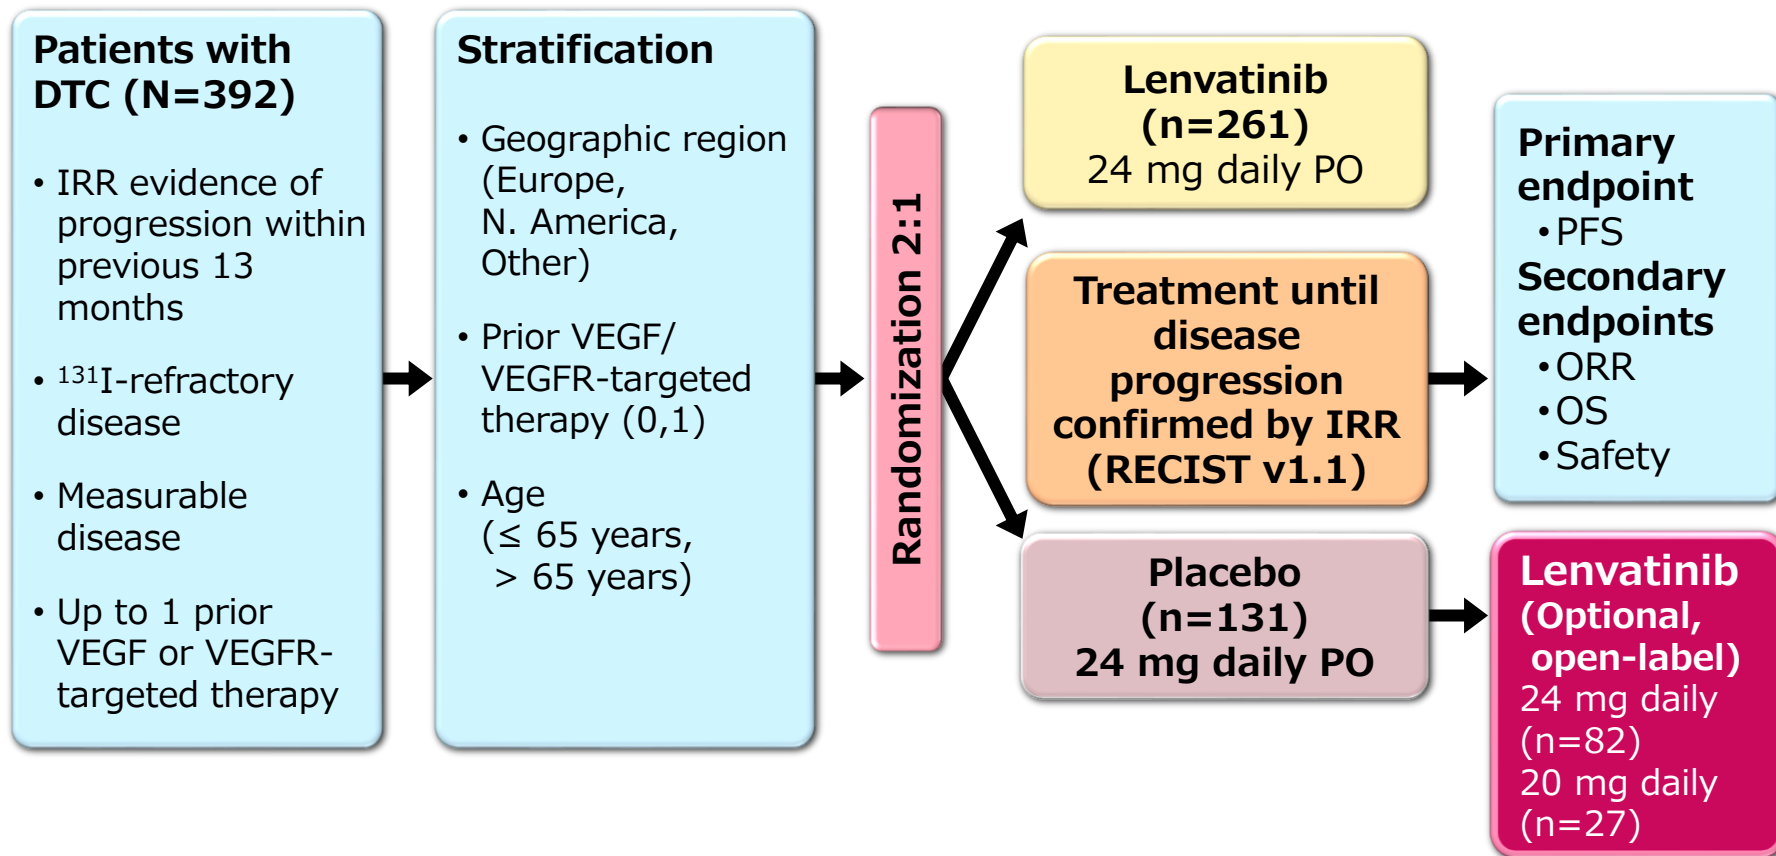 Patients with
DTC (N=392)
• IRR evidence of
progression within
previous 13
months
• ¹³¹I-refractory
disease
• Measurable
disease
• Up to 1 prior
VEGF or VEGFR-
targeted therapy
Stratification
• Geographic region
(Europe,
N. America,
Other)
• Prior VEGF/
VEGFR-targeted
therapy (0,1)
• Age
(≤ 65 years,
> 65 years)
Randomization 2:1
Lenvatinib
(n=261)
24 mg daily PO
Treatment until
disease
progression
confirmed by IRR
(RECIST v1.1)
Placebo
(n=131)
24 mg daily PO
Primary
endpoint
• PFS
Secondary
endpoints
• ORR
• OS
• Safety
Lenvatinib
(Optional,
open-label)
24 mg daily
(n=82)
20 mg daily
(n=27)